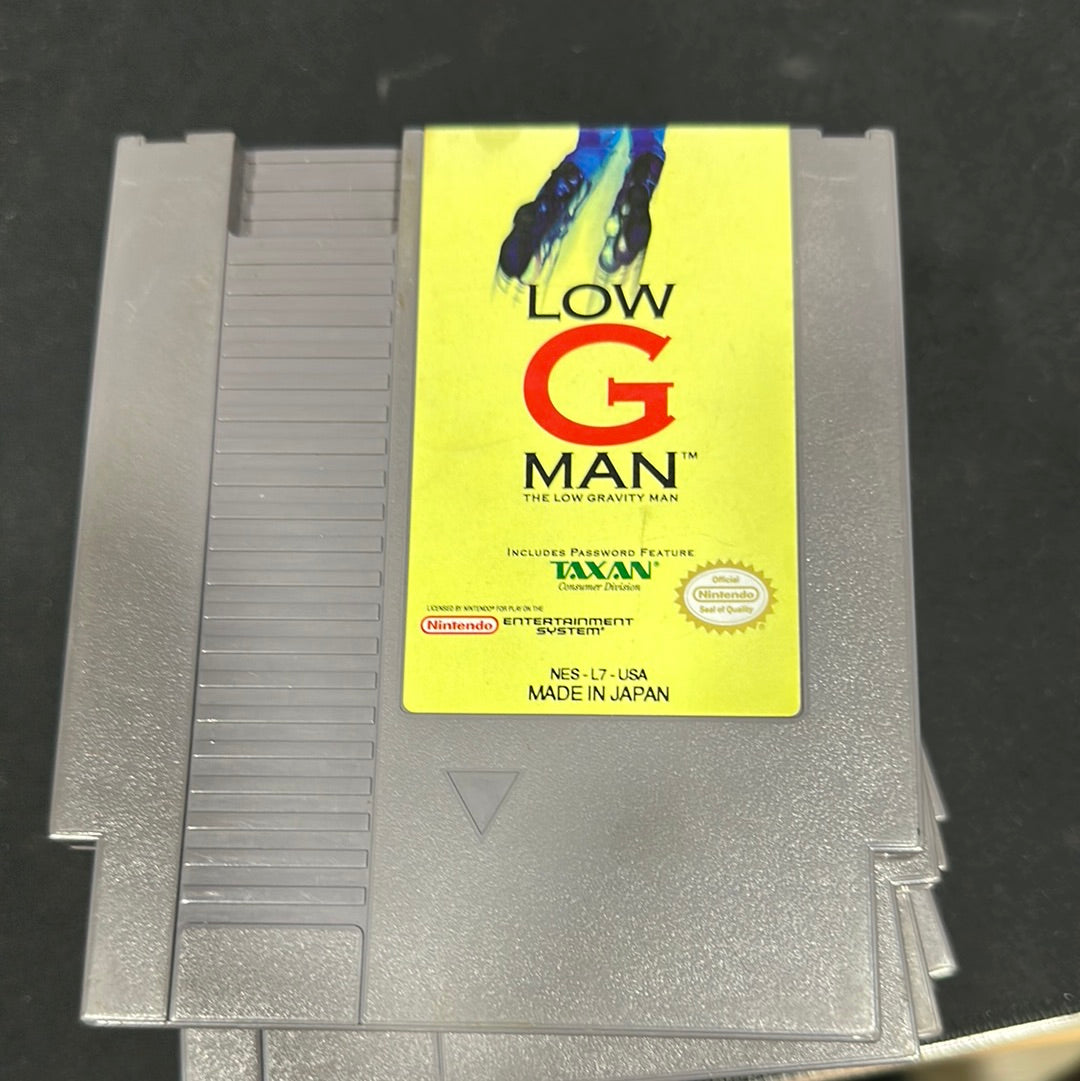 LOW
G
MAN™
THE LOW GRAVITY MAN
INCLUDES PASSWORD FEATURE
TAXAN®
Consumer Division
LICENSED BY NINTENDO® FOR PLAY ON THE
Nintendo ENTERTAINMENT SYSTEM®
Official
Nintendo
Seal of Quality
NES - L7 - USA
MADE IN JAPAN